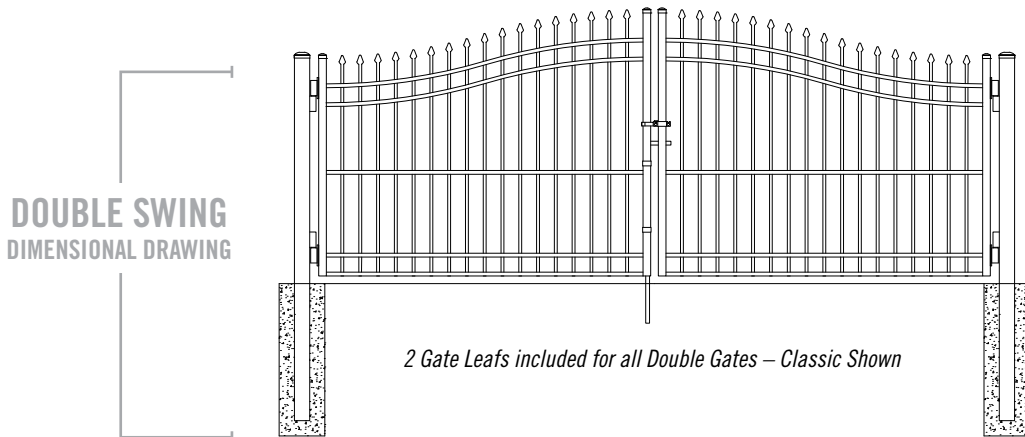 DOUBLE SWING
DIMENSIONAL DRAWING
2 Gate Leafs included for all Double Gates – Classic Shown